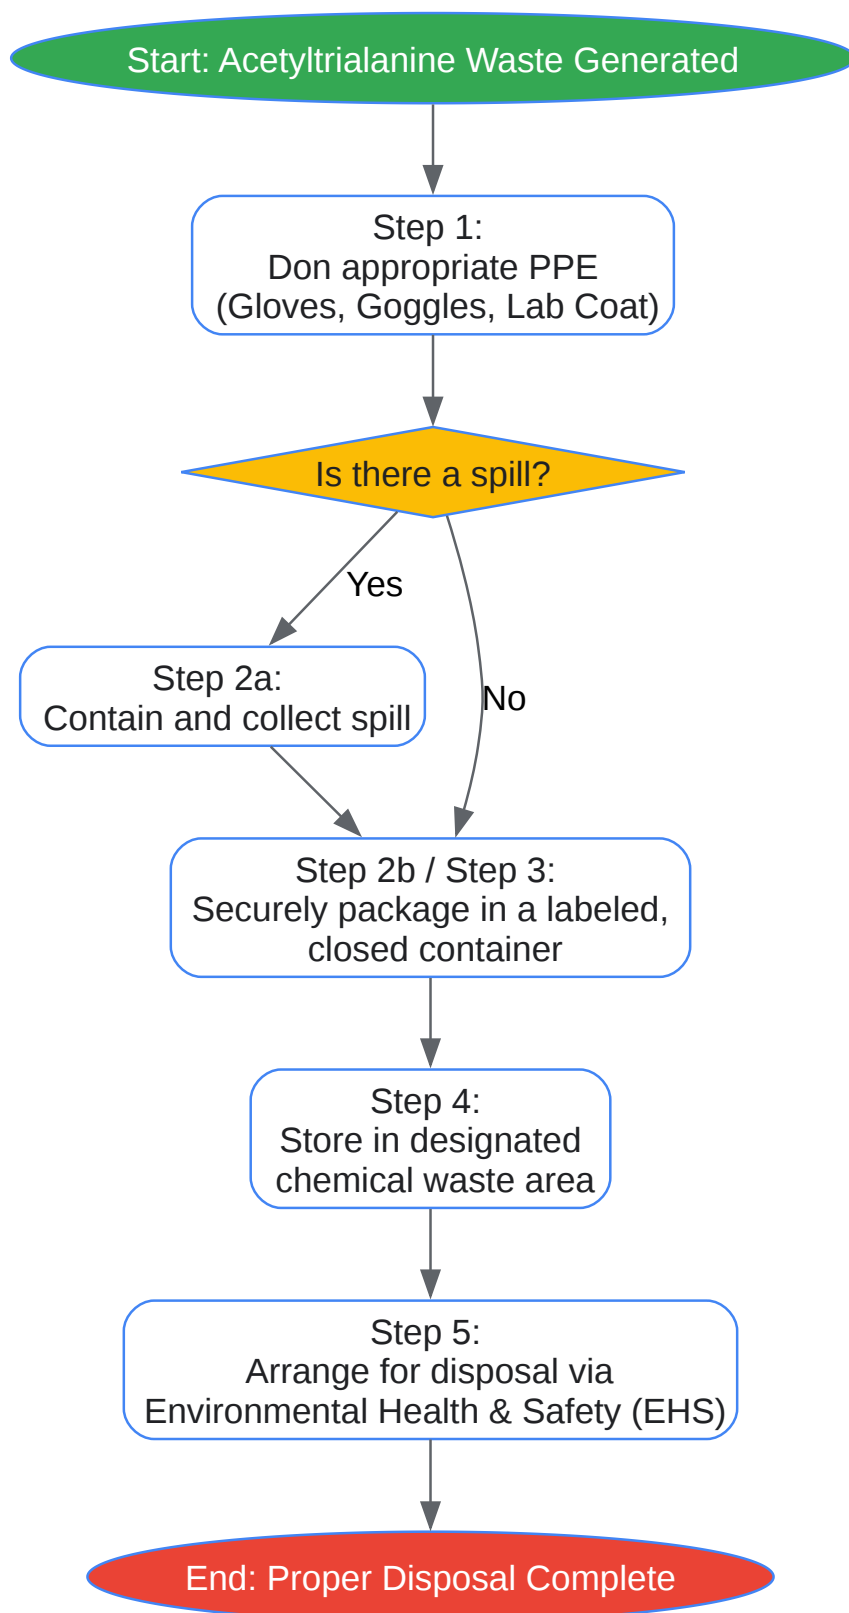 Start: Acetyltrialanine Waste Generated
Step 1:
Don appropriate PPE
(Gloves, Goggles, Lab Coat)
Is there a spill?
Yes
Step 2a:
Contain and collect spill
No
Step 2b / Step 3:
Securely package in a labeled,
closed container
Step 4:
Store in designated
chemical waste area
Step 5:
Arrange for disposal via
Environmental Health & Safety (EHS)
End: Proper Disposal Complete